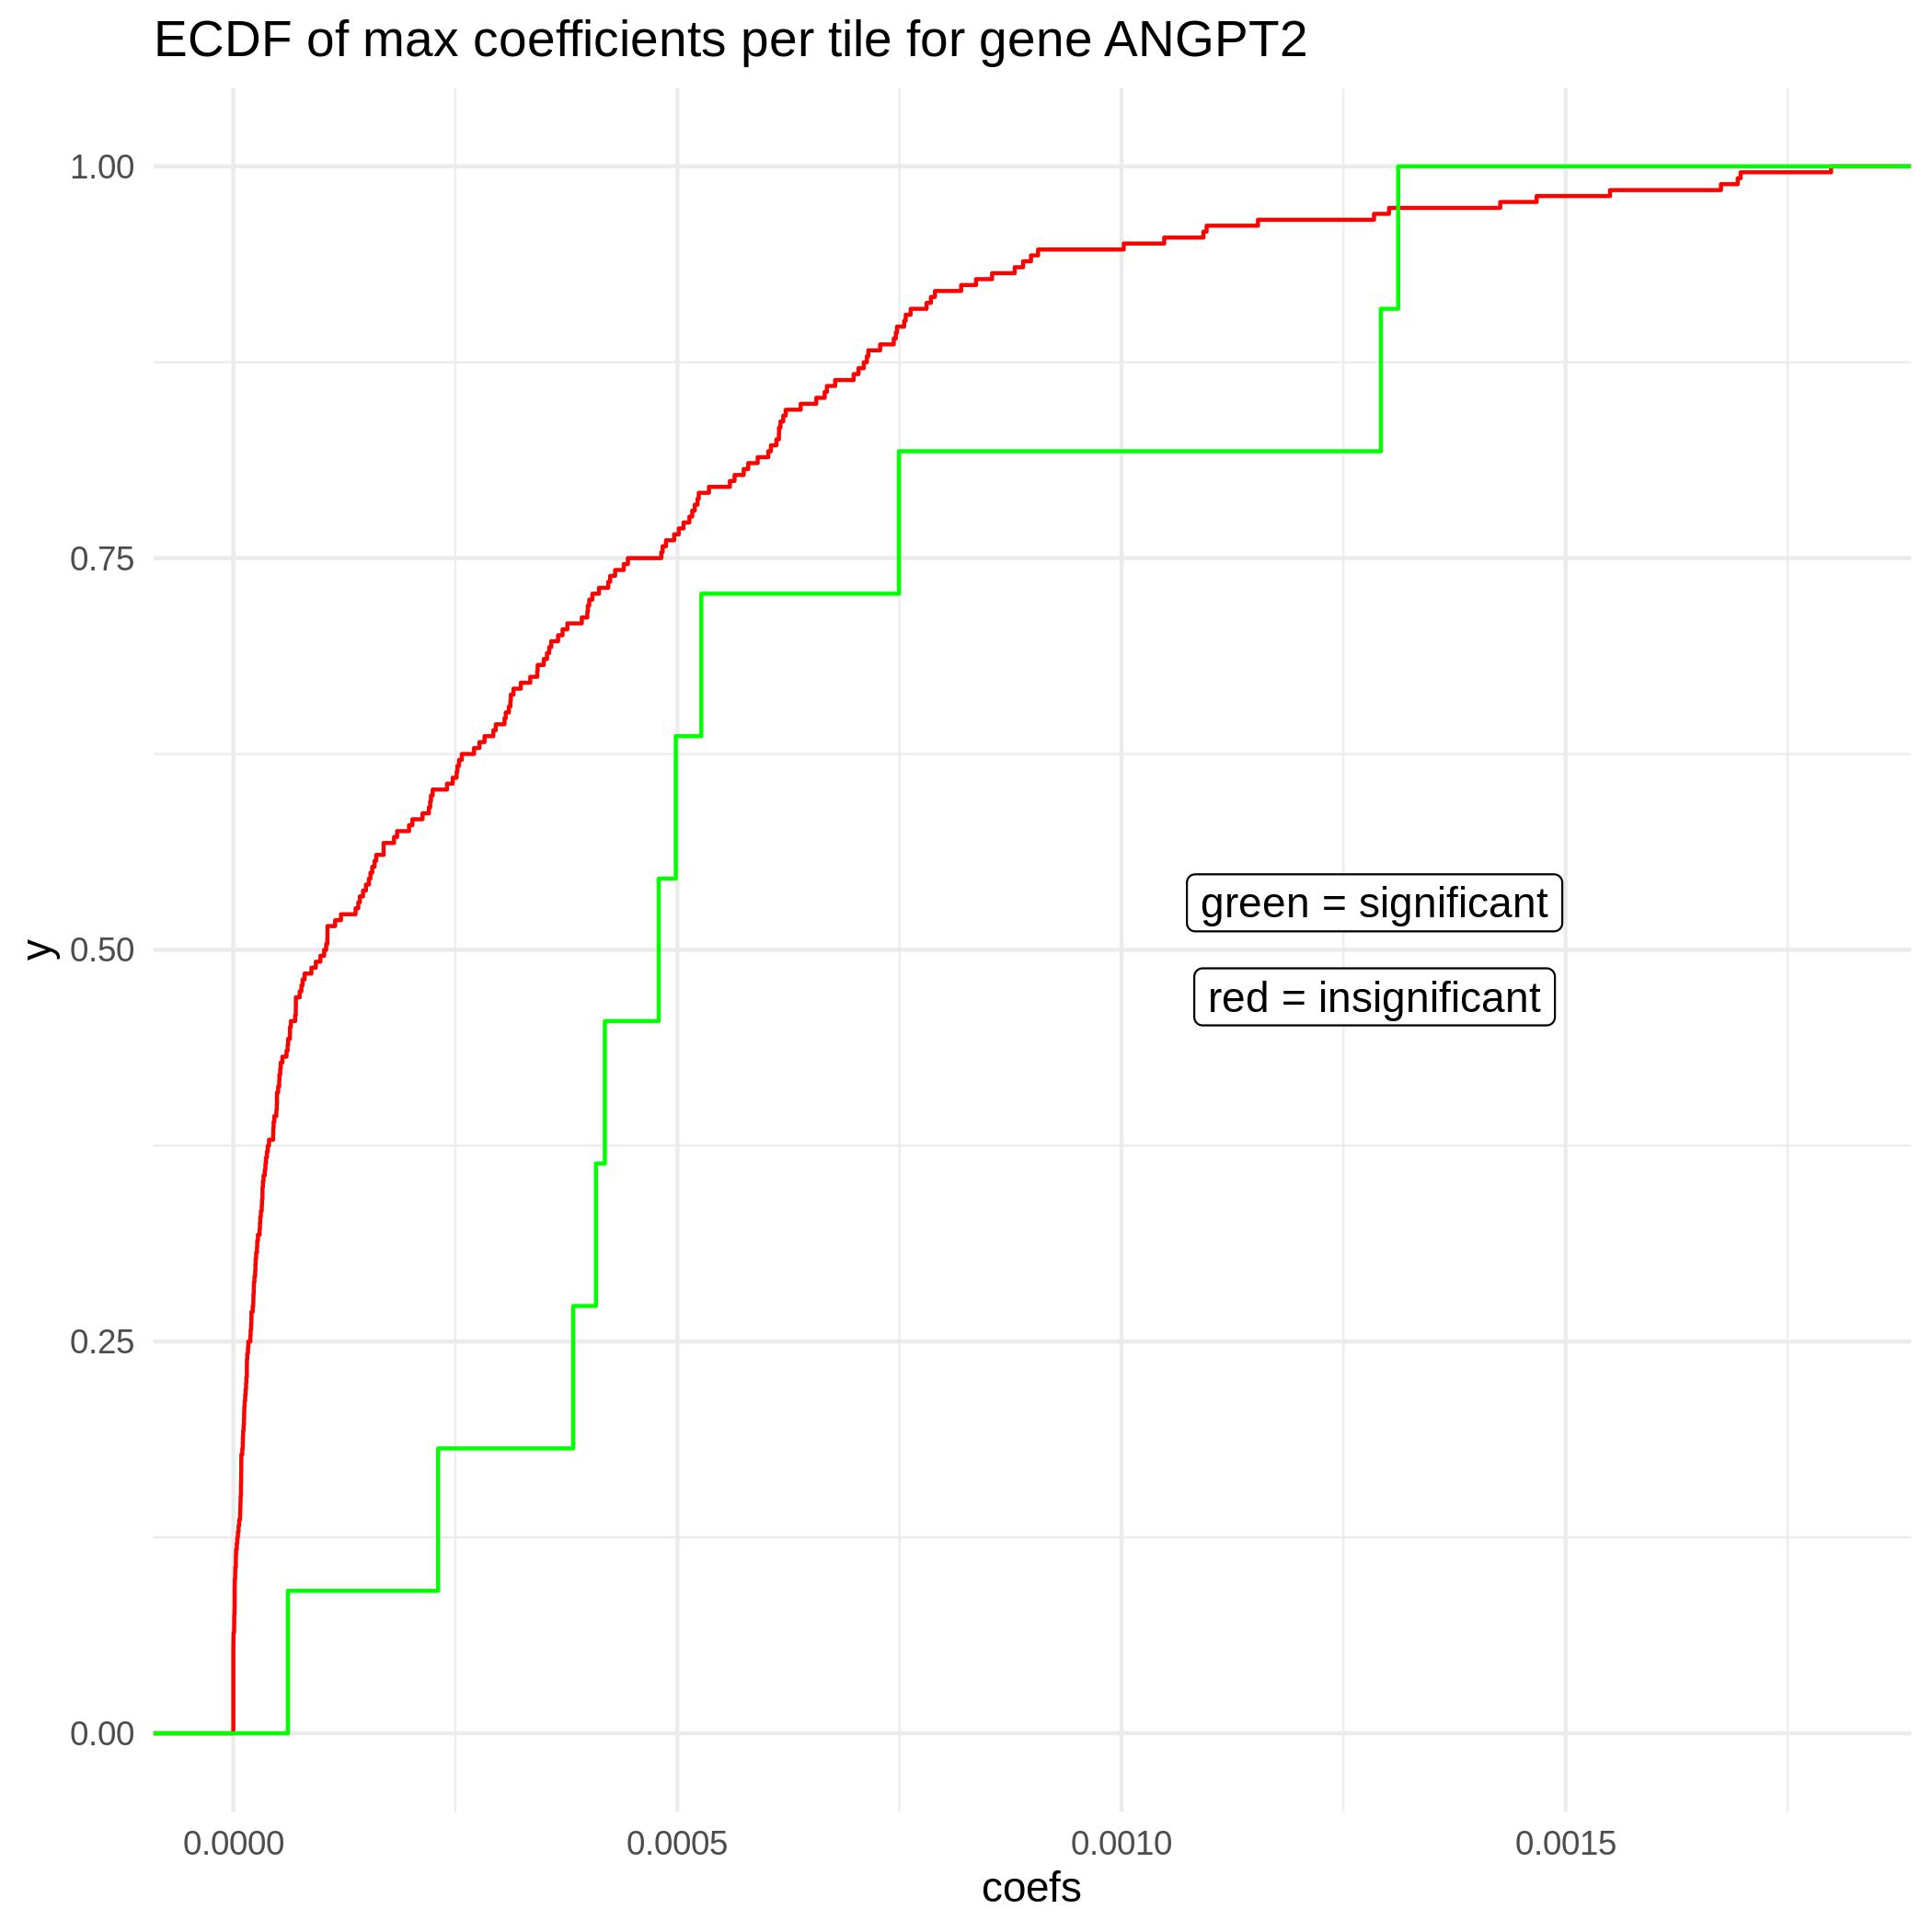 ECDF of max coefficients per tile for gene ANGPT2
1.00
0.75
0.50
0.25
0.00
y
green = significant
red = insignificant
0.0000 0.0005 0.0010 0.0015
coefs